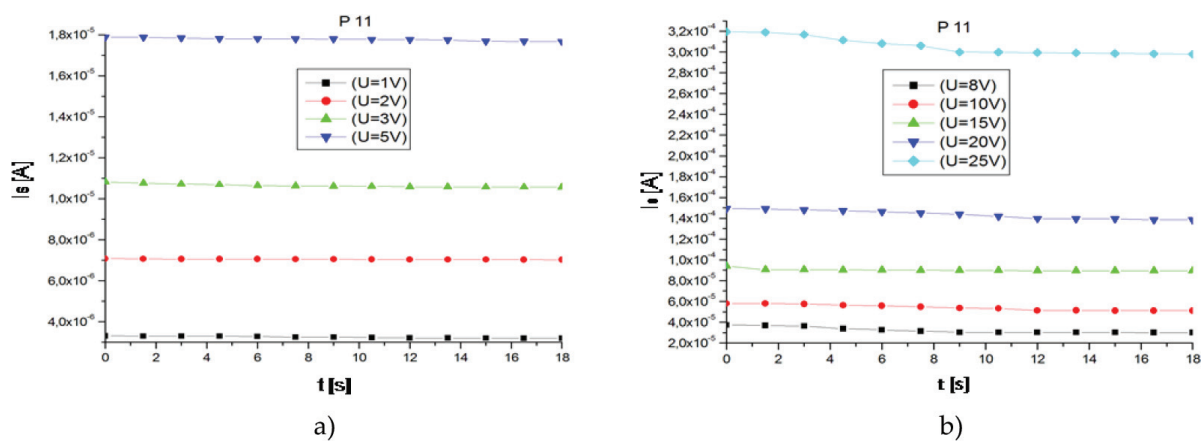 P 11
1,8x10⁻⁵
1,6x10⁻⁵
1,4x10⁻⁵
1,2x10⁻⁵
1,0x10⁻⁵
8,0x10⁻⁶
6,0x10⁻⁶
4,0x10⁻⁶
Is [A]
(U=1V)
(U=2V)
(U=3V)
(U=5V)
0 2 4 6 8 10 12 14 16 18
t [s]
a)
P 11
3,2x10⁻⁴
3,0x10⁻⁴
2,8x10⁻⁴
2,6x10⁻⁴
2,4x10⁻⁴
2,2x10⁻⁴
2,0x10⁻⁴
1,8x10⁻⁴
1,6x10⁻⁴
1,4x10⁻⁴
1,2x10⁻⁴
1,0x10⁻⁴
8,0x10⁻⁵
6,0x10⁻⁵
4,0x10⁻⁵
2,0x10⁻⁵
Is [A]
(U=8V)
(U=10V)
(U=15V)
(U=20V)
(U=25V)
0 2 4 6 8 10 12 14 16 18
t [s]
b)